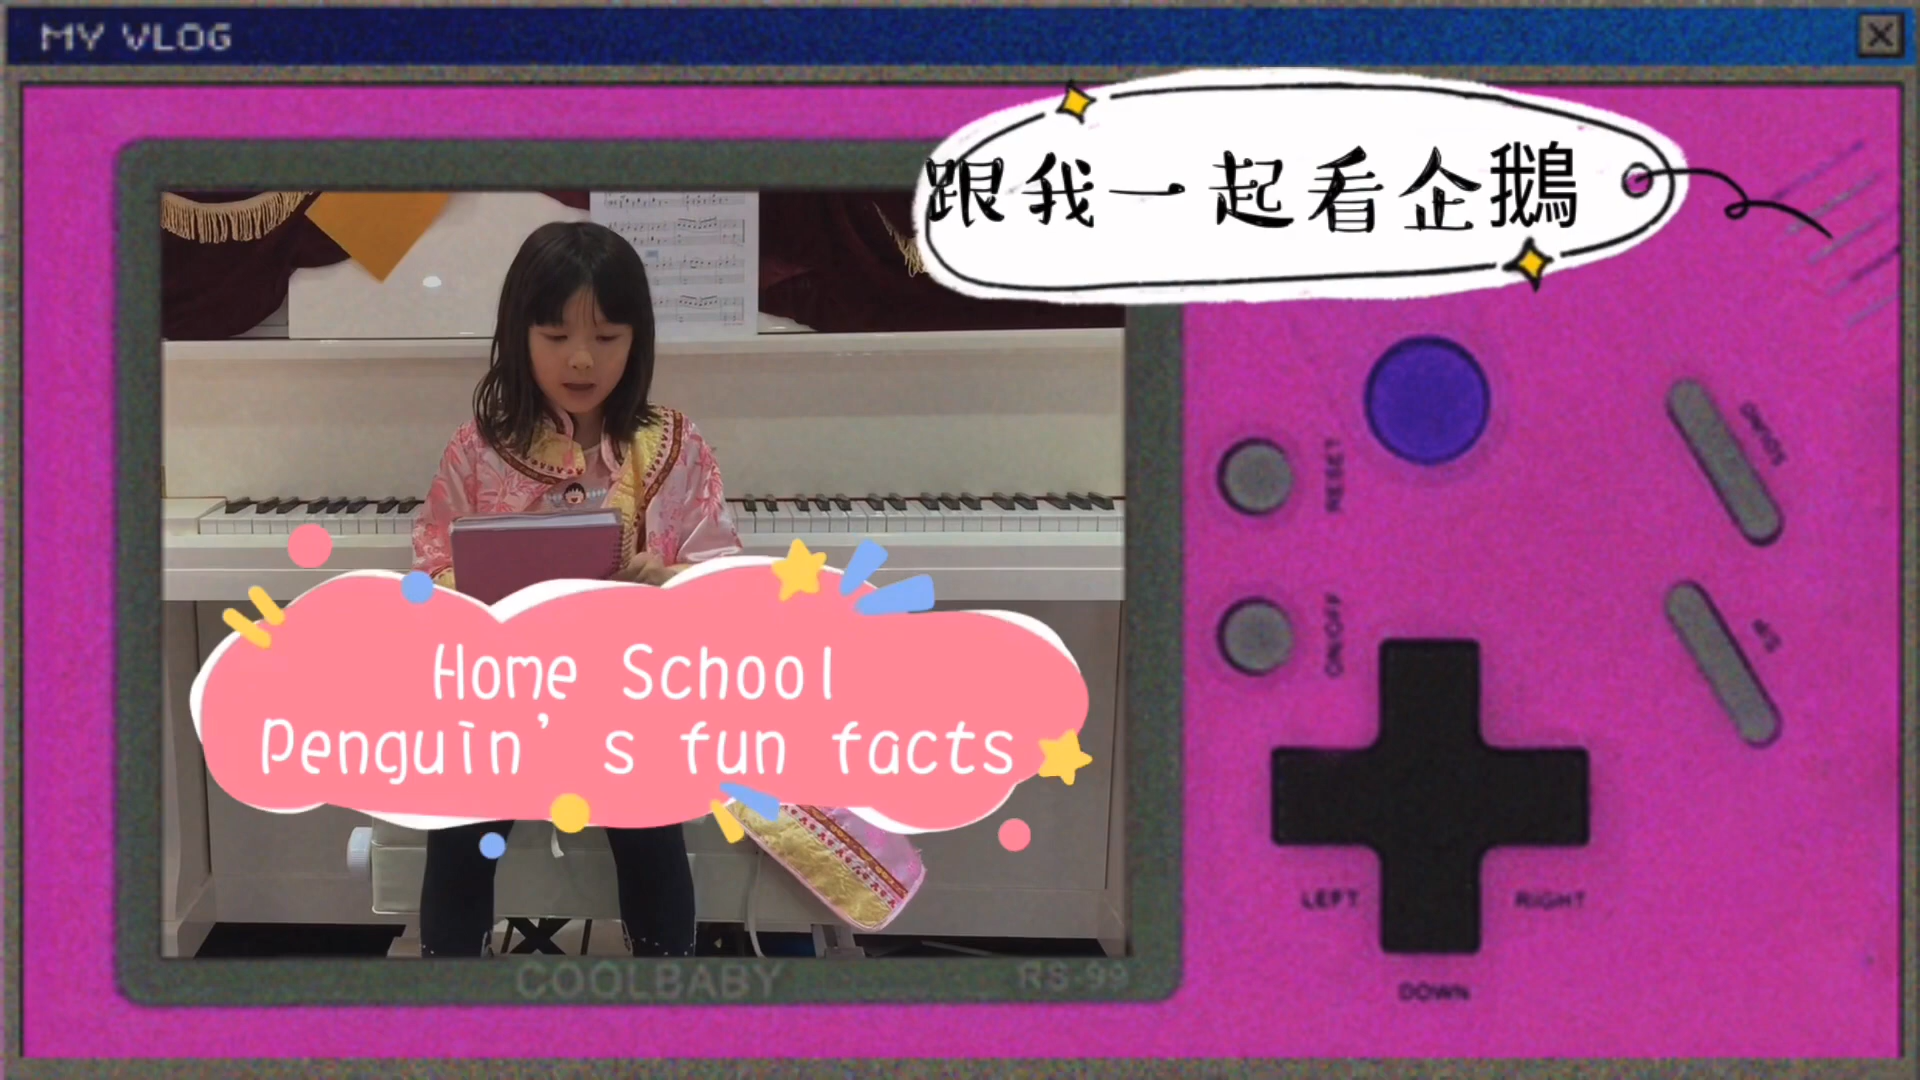 MY VLOG
跟我一起看企鵝
RESET
SOUND
ON/OFF
Home School
Penguin's fun facts
LEFT
RIGHT
COOLBABY
RS-99
DOWN